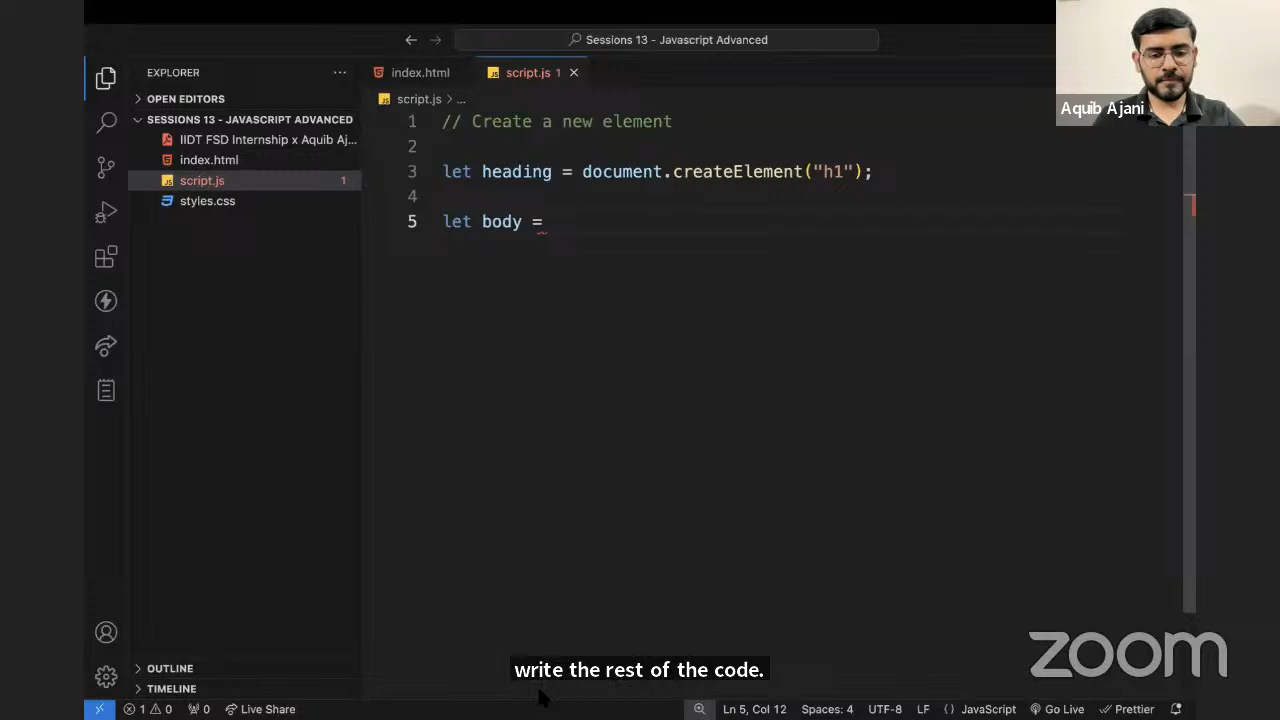 Sessions 13 - Javascript Advanced
Aquib Ajani
EXPLORER
index.html
script.js 1
OPEN EDITORS
script.js > ...
SESSIONS 13 - JAVASCRIPT ADVANCED
IIDT FSD Internship x Aquib Aj...
index.html
script.js 1
styles.css
1 // Create a new element
2
3 let heading = document.createElement("h1");
4
5 let body =
OUTLINE
TIMELINE
write the rest of the code.
zoom
1 0 0 Live Share Ln 5, Col 12 Spaces: 4 UTF-8 LF {} JavaScript Go Live Prettier